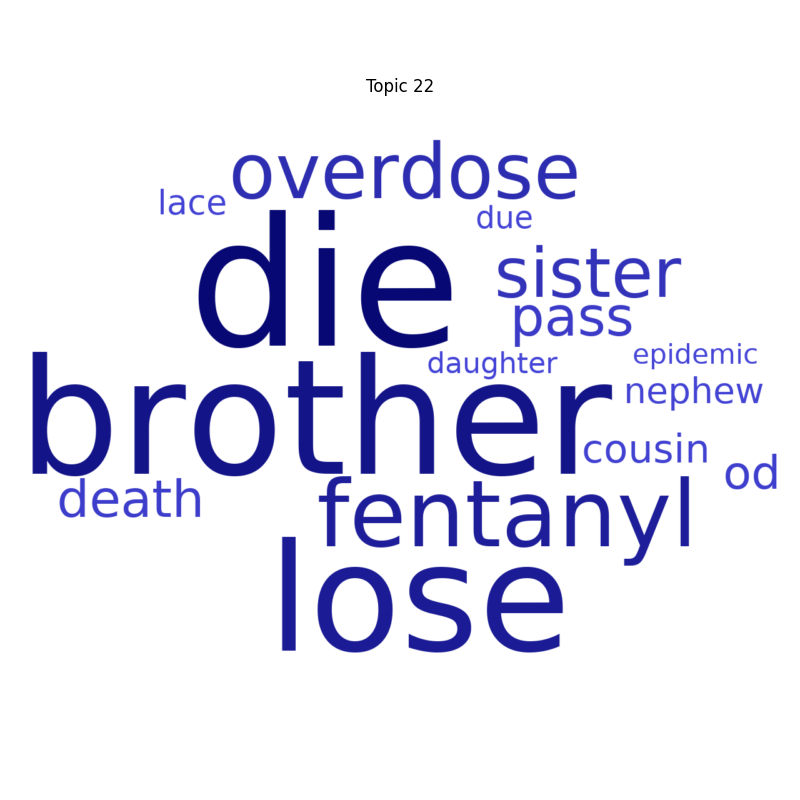 Topic 22
overdose
lace
due
die
sister
pass
daughter
epidemic
brother
nephew
cousin
od
death
fentanyl
lose